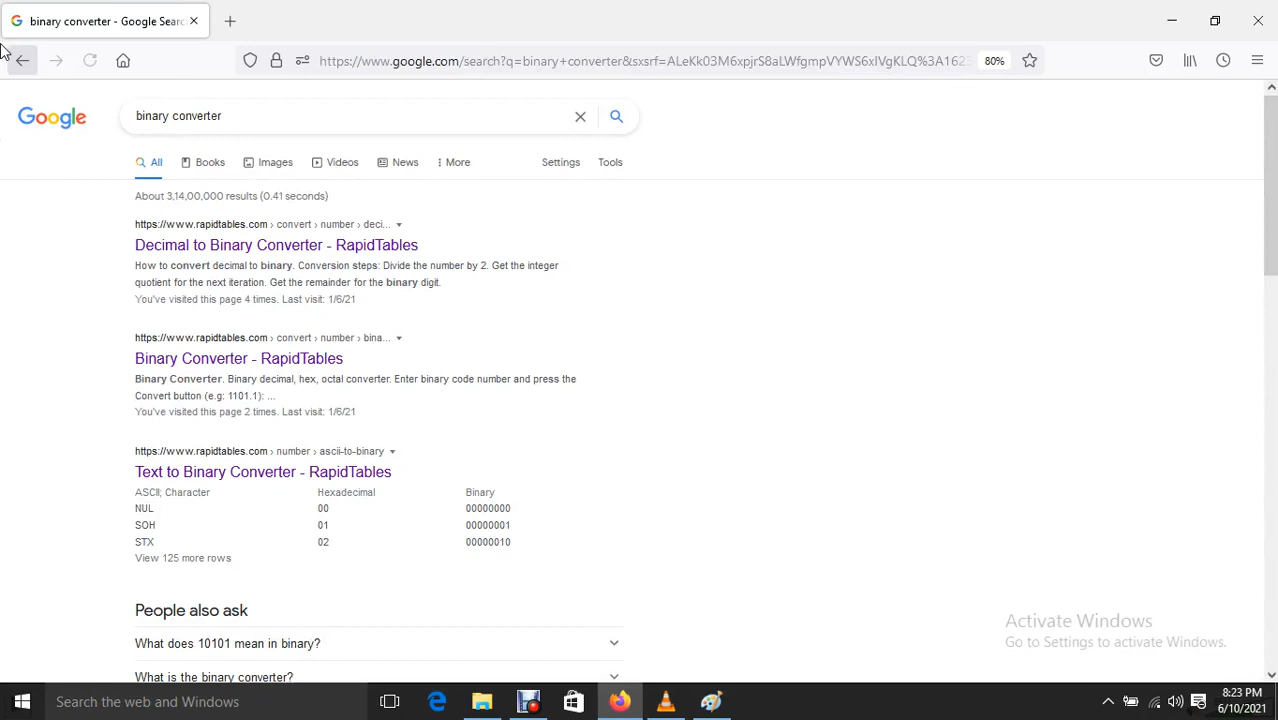 binary converter - Google Searc
https://www.google.com/search?q=binary+converter&sxsrf=ALeKk03M6xpjrS8aLWfgmpVYWS6xIVgKLQ%3A1623
80%
Google
binary converter
All Books Images Videos News More Settings Tools
About 3,14,00,000 results (0.41 seconds)
https://www.rapidtables.com › convert › number › deci...
Decimal to Binary Converter - RapidTables
How to convert decimal to binary. Conversion steps: Divide the number by 2. Get the integer
quotient for the next iteration. Get the remainder for the binary digit.
You've visited this page 4 times. Last visit: 1/6/21
https://www.rapidtables.com › convert › number › bina...
Binary Converter - RapidTables
Binary Converter. Binary decimal, hex, octal converter. Enter binary code number and press the
Convert button (e.g: 1101.1): ...
You've visited this page 2 times. Last visit: 1/6/21
https://www.rapidtables.com › number › ascii-to-binary
Text to Binary Converter - RapidTables
ASCII; Character Hexadecimal Binary
NUL 00 00000000
SOH 01 00000001
STX 02 00000010
View 125 more rows
People also ask
What does 10101 mean in binary?
What is the binary converter?
Activate Windows
Go to Settings to activate Windows.
Search the web and Windows
8:23 PM
6/10/2021